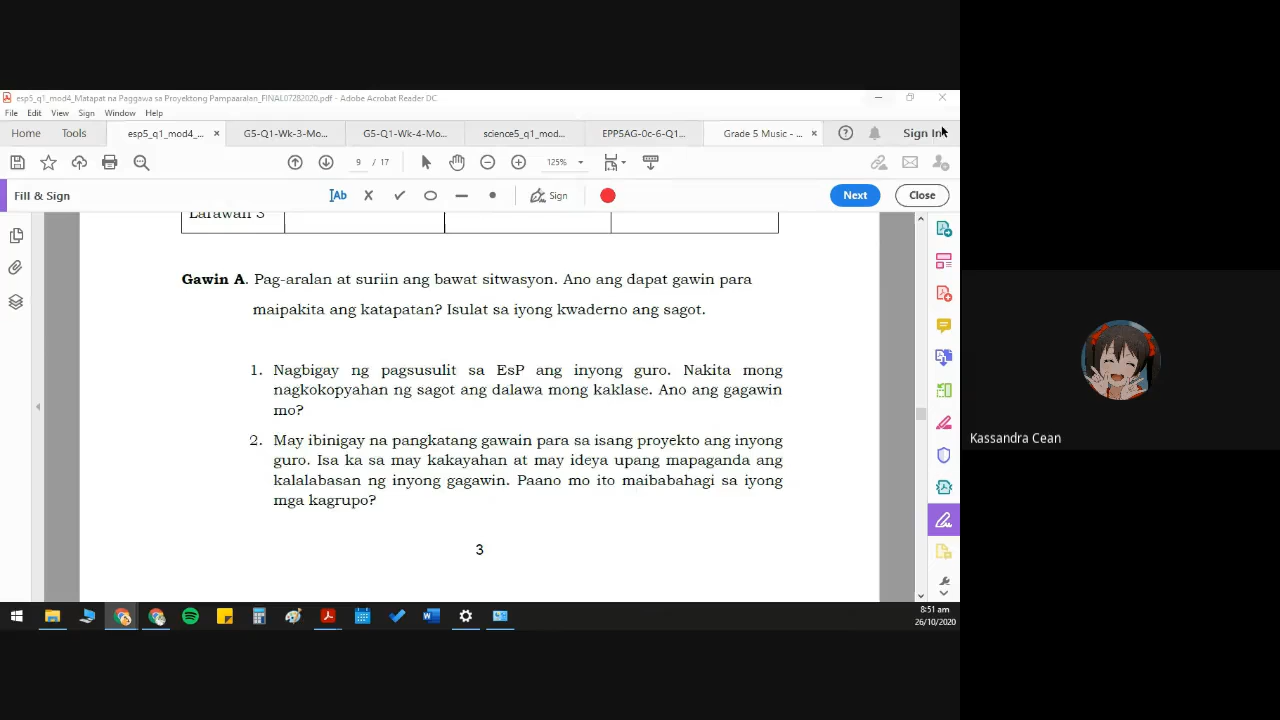 esp5_q1_mod4_Matapat na Paggawa sa Proyektong Pampaaralan_FINAL07282020.pdf - Adobe Acrobat Reader DC
File Edit View Sign Window Help
Home Tools esp5_q1_mod4_... × G5-Q1-Wk-3-Mo... G5-Q1-Wk-4-Mo... science5_q1_mod... EPP5AG-0c-6-Q1... Grade 5 Music - ... × Sign In
9 / 17 125%
Fill & Sign Ab Sign Next Close
Larawan 3
Gawin A. Pag-aralan at suriin ang bawat sitwasyon. Ano ang dapat gawin para
maipakita ang katapatan? Isulat sa iyong kwaderno ang sagot.
1. Nagbigay ng pagsusulit sa EsP ang inyong guro. Nakita mong
nagkokopyahan ng sagot ang dalawa mong kaklase. Ano ang gagawin
mo?
2. May ibinigay na pangkatang gawain para sa isang proyekto ang inyong
guro. Isa ka sa may kakayahan at may ideya upang mapaganda ang
kalalabasan ng inyong gagawin. Paano mo ito maibabahagi sa iyong
mga kagrupo?
3
Kassandra Cean
8:51 am
26/10/2020